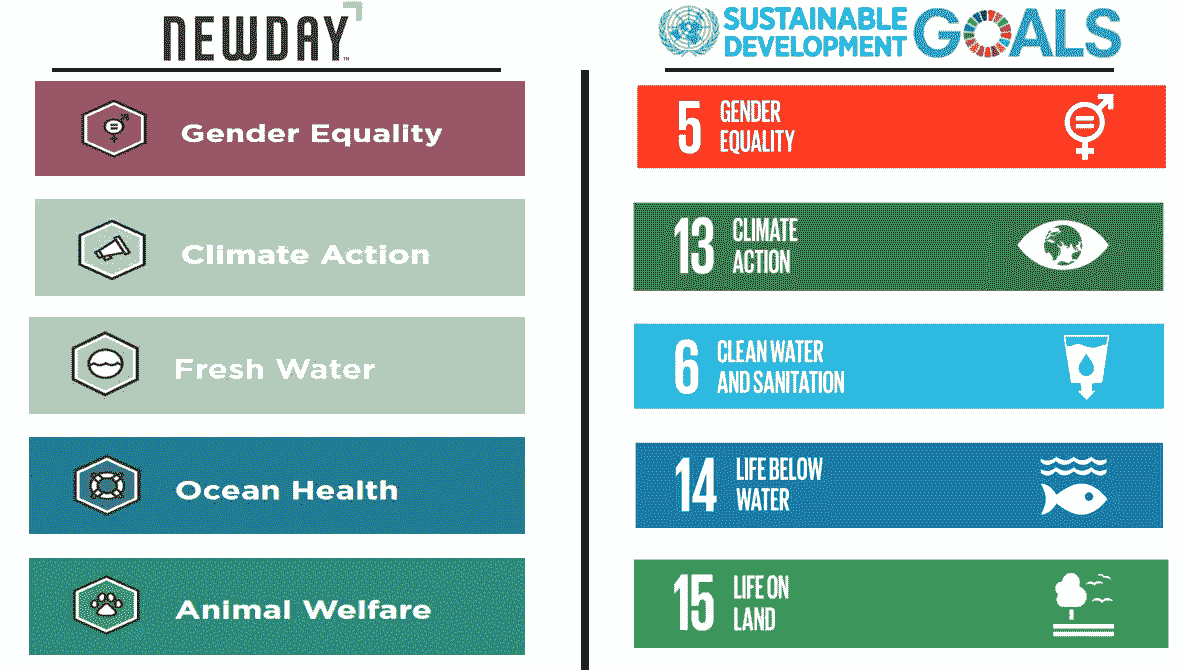 NEWDAY™
Gender Equality
Climate Action
Fresh Water
Ocean Health
Animal Welfare
SUSTAINABLE
DEVELOPMENT
GOALS
5
GENDER
EQUALITY
13
CLIMATE
ACTION
6
CLEAN WATER
AND SANITATION
14
LIFE BELOW
WATER
15
LIFE ON
LAND